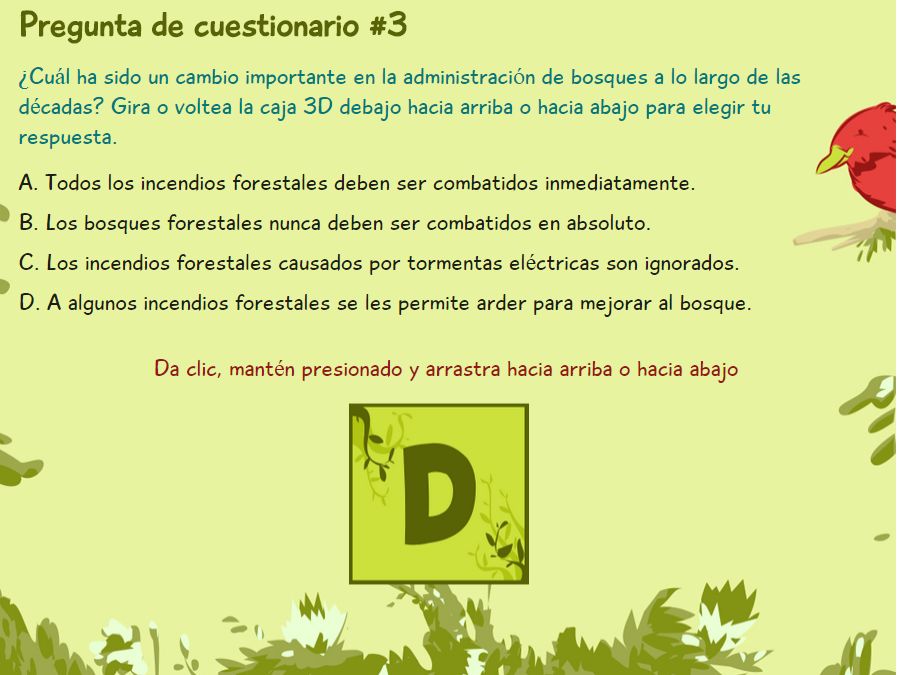 Pregunta de cuestionario #3
¿Cuál ha sido un cambio importante en la administración de bosques a lo largo de las
décadas? Gira o voltea la caja 3D debajo hacia arriba o hacia abajo para elegir tu
respuesta.
A. Todos los incendios forestales deben ser combatidos inmediatamente.
B. Los bosques forestales nunca deben ser combatidos en absoluto.
C. Los incendios forestales causados por tormentas eléctricas son ignorados.
D. A algunos incendios forestales se les permite arder para mejorar al bosque.
Da clic, mantén presionado y arrastra hacia arriba o hacia abajo
D